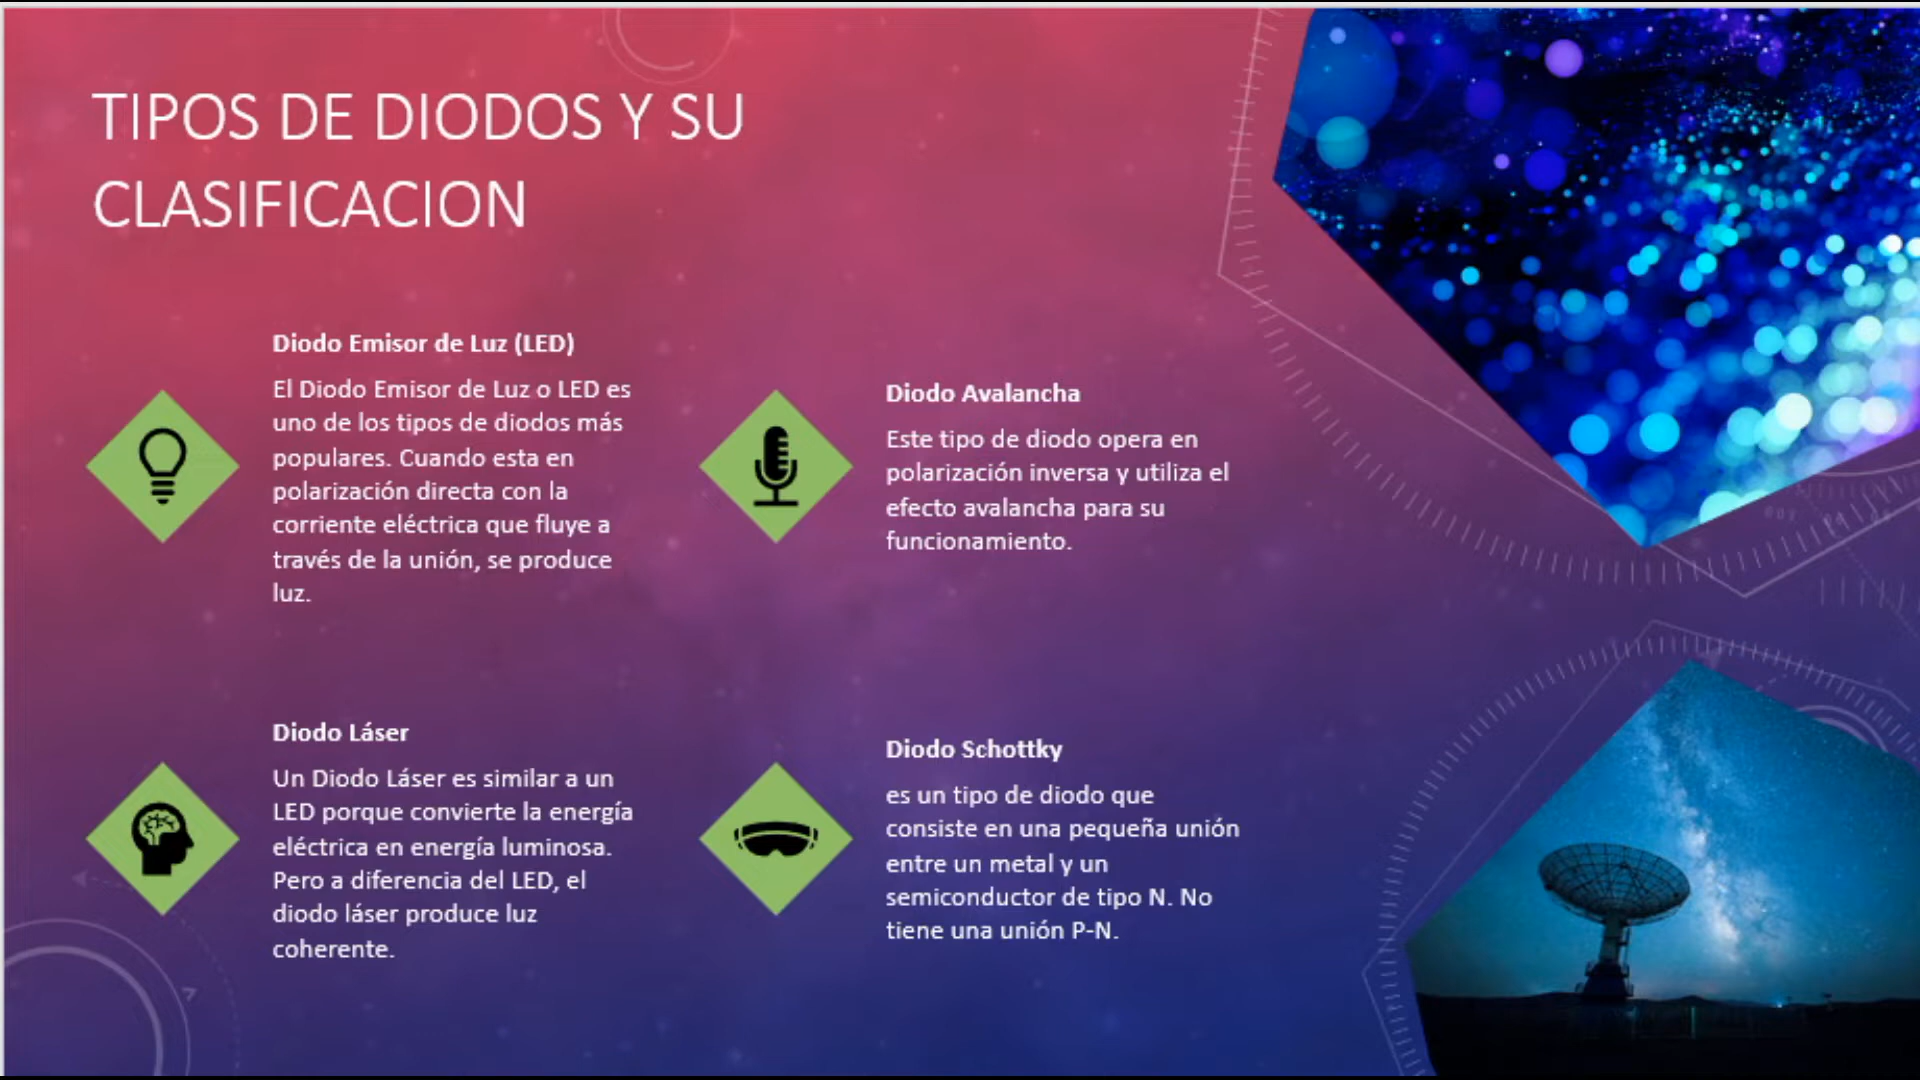 TIPOS DE DIODOS Y SU
CLASIFICACION
Diodo Emisor de Luz (LED)
El Diodo Emisor de Luz o LED es
uno de los tipos de diodos más
populares. Cuando esta en
polarización directa con la
corriente eléctrica que fluye a
través de la unión, se produce
luz.
Diodo Avalancha
Este tipo de diodo opera en
polarización inversa y utiliza el
efecto avalancha para su
funcionamiento.
Diodo Láser
Un Diodo Láser es similar a un
LED porque convierte la energía
eléctrica en energía luminosa.
Pero a diferencia del LED, el
diodo láser produce luz
coherente.
Diodo Schottky
es un tipo de diodo que
consiste en una pequeña unión
entre un metal y un
semiconductor de tipo N. No
tiene una unión P-N.